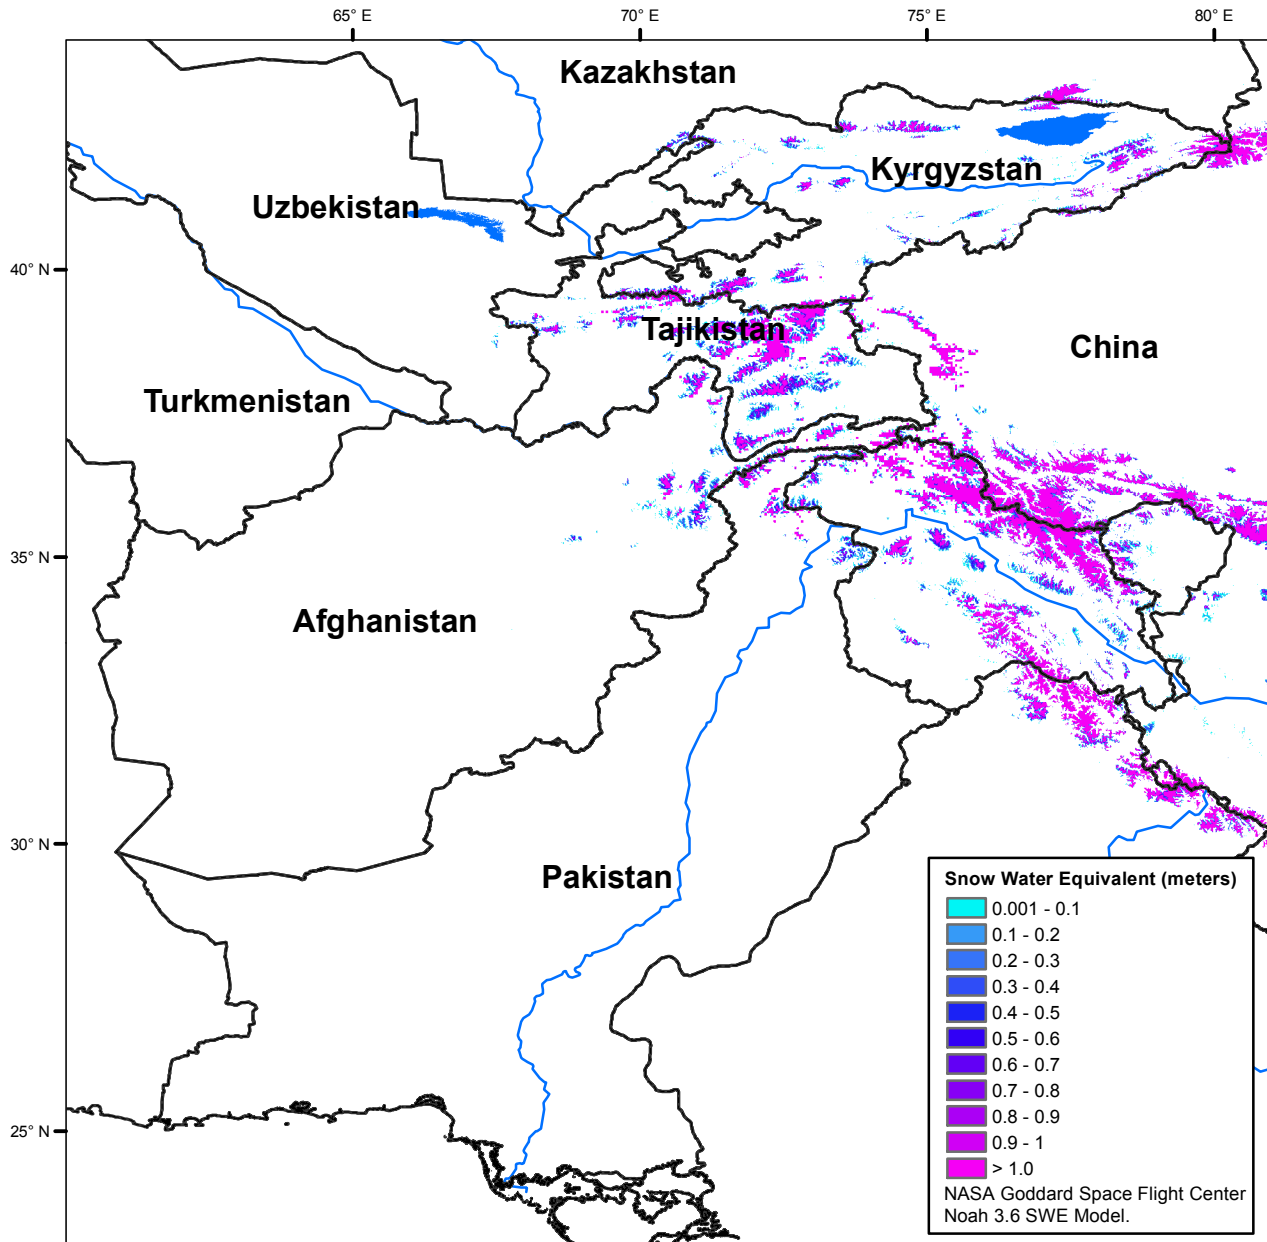 65° E
70° E
75° E
80° E
Kazakhstan
Kyrgyzstan
Uzbekistan
40° N
Tajikistan
China
Turkmenistan
35° N
Afghanistan
30° N
Pakistan
25° N
Snow Water Equivalent (meters)
0.001 - 0.1
0.1 - 0.2
0.2 - 0.3
0.3 - 0.4
0.4 - 0.5
0.5 - 0.6
0.6 - 0.7
0.7 - 0.8
0.8 - 0.9
0.9 - 1
> 1.0
NASA Goddard Space Flight Center
Noah 3.6 SWE Model.